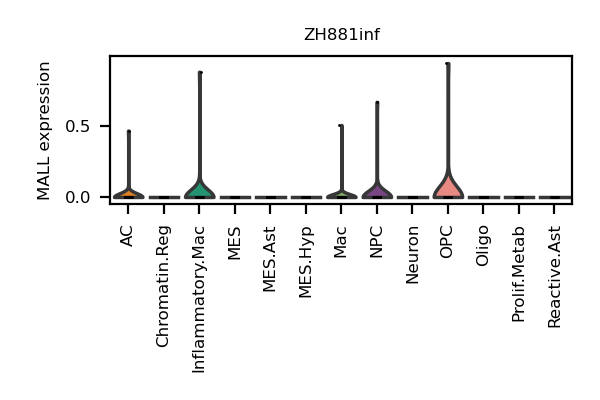 ZH881inf
MALL expression
0.5
0.0
AC
Chromatin.Reg
Inflammatory.Mac
MES
MES.Ast
MES.Hyp
Mac
NPC
Neuron
OPC
Oligo
Prolif.Metab
Reactive.Ast